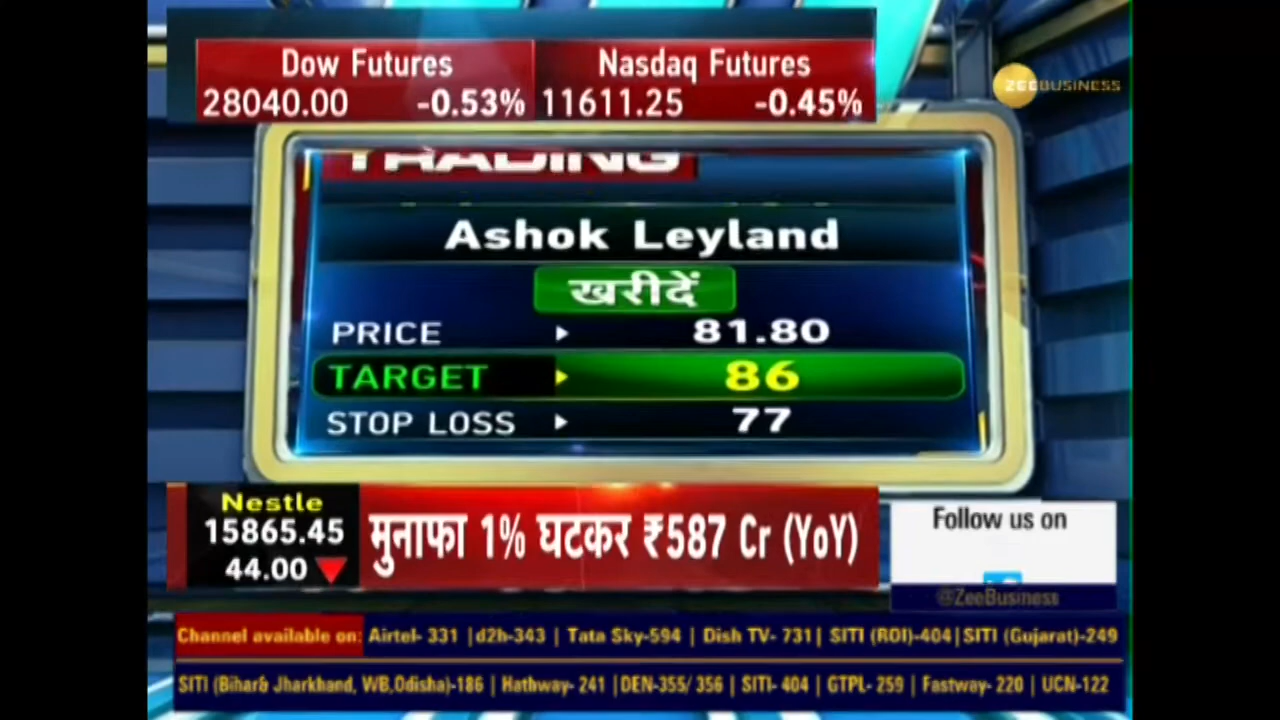 Dow Futures
28040.00 -0.53%
Nasdaq Futures
11611.25 -0.45%
ZEEBUSINESS
TRADING
Ashok Leyland
खरीदें
PRICE 81.80
TARGET 86
STOP LOSS 77
Nestle
15865.45
44.00
मुनाफा 1% घटकर ₹587 Cr (YoY)
Follow us on
@ZeeBusiness
Channel available on: Airtel- 331 |d2h-343 | Tata Sky-594 | Dish TV- 731| SITI (ROI)-404|SITI (Gujarat)-249
SITI (Bihar& Jharkhand, WB,Odisha)-186 | Hathway- 241 |DEN-355/ 356 | SITI- 404 | GTPL- 259 | Fastway- 220 | UCN-122